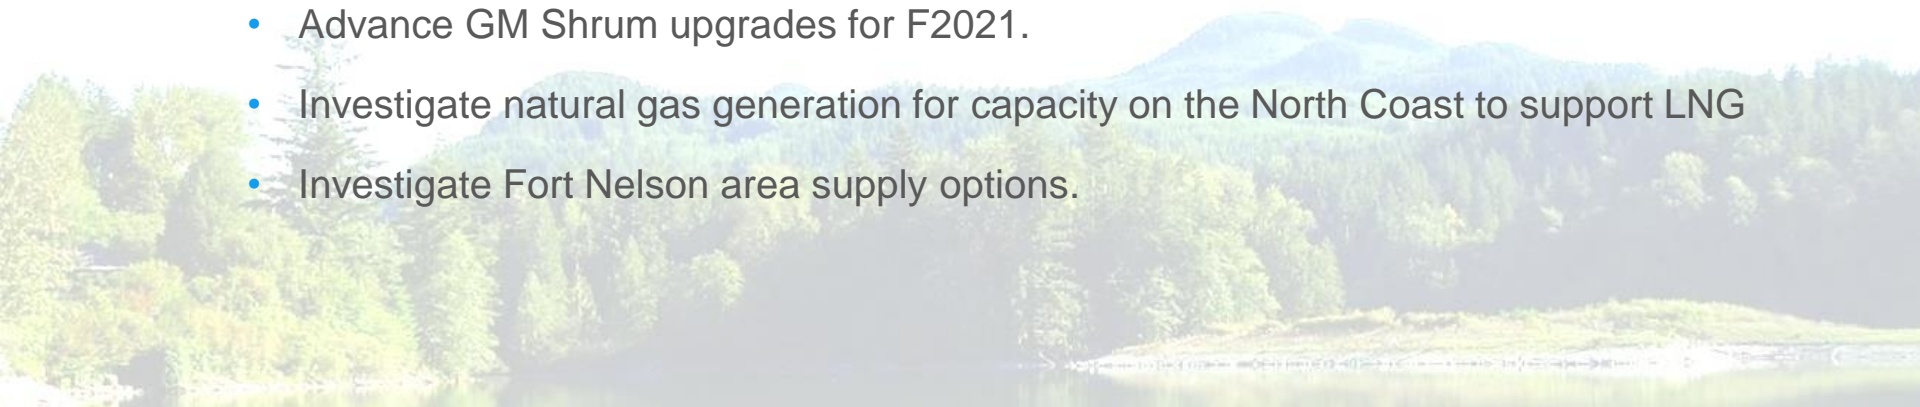 • Advance GM Shrum upgrades for F2021.
• Investigate natural gas generation for capacity on the North Coast to support LNG
• Investigate Fort Nelson area supply options.